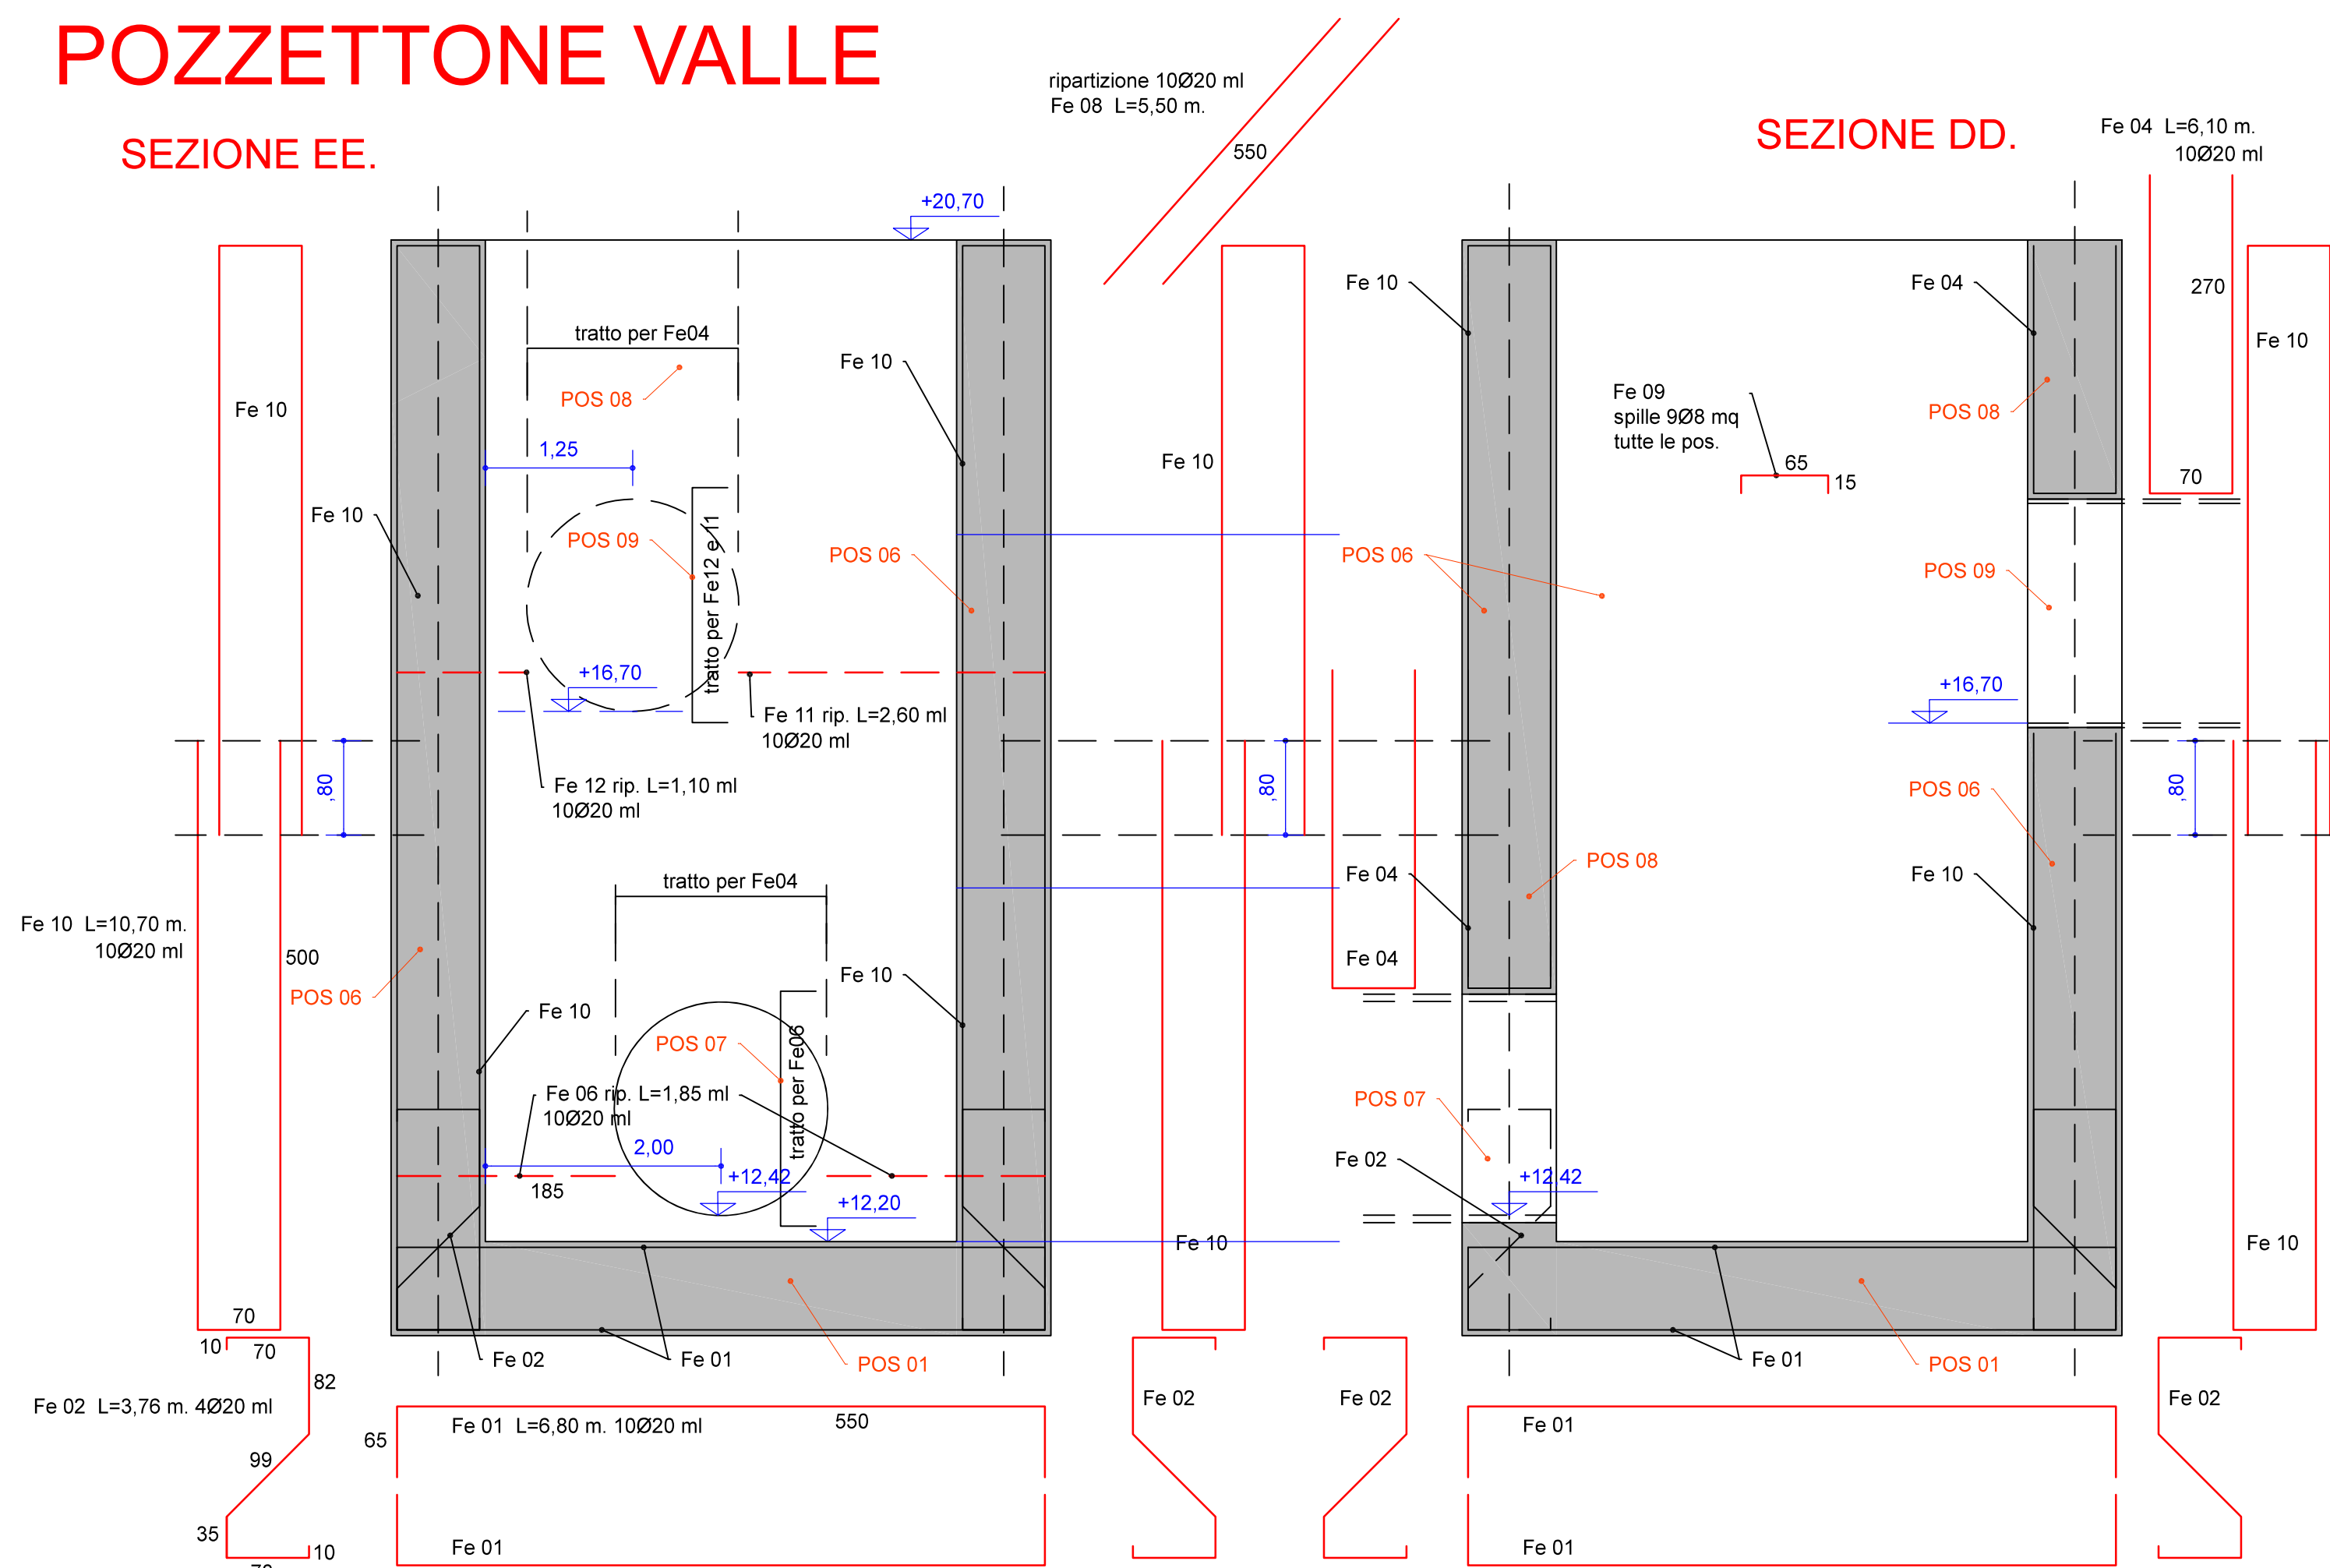 POZZETTONE VALLE
SEZIONE EE.
ripartizione 10Ø20 ml
Fe 08  L=5,50 m.
550
SEZIONE DD.
Fe 04  L=6,10 m.
10Ø20 ml
+20,70
Fe 10
tratto per Fe04
POS 08
Fe 10
1,25
Fe 10
POS 09
tratto per Fe12 e 11
POS 06
Fe 10
+16,70
Fe 11 rip. L=2,60 ml
10Ø20 ml
Fe 12 rip. L=1,10 ml
10Ø20 ml
,80
,80
tratto per Fe04
Fe 10  L=10,70 m.
10Ø20 ml
500
POS 06
Fe 10
Fe 10
POS 07
tratto per Fe06
Fe 06 rip. L=1,85 ml
10Ø20 ml
2,00
185
+12,42
+12,20
Fe 10
70
10
70
82
Fe 02
Fe 01
POS 01
Fe 02  L=3,76 m. 4Ø20 ml
99
35
10
65
Fe 01  L=6,80 m. 10Ø20 ml
550
Fe 01
Fe 02
Fe 10
Fe 04
270
Fe 10
Fe 09
spille 9Ø8 mq
tutte le pos.
65
15
POS 08
70
POS 06
POS 09
+16,70
POS 06
,80
POS 08
Fe 04
Fe 10
Fe 04
POS 07
Fe 02
+12,42
Fe 10
Fe 01
POS 01
Fe 02
Fe 01
Fe 02
Fe 01